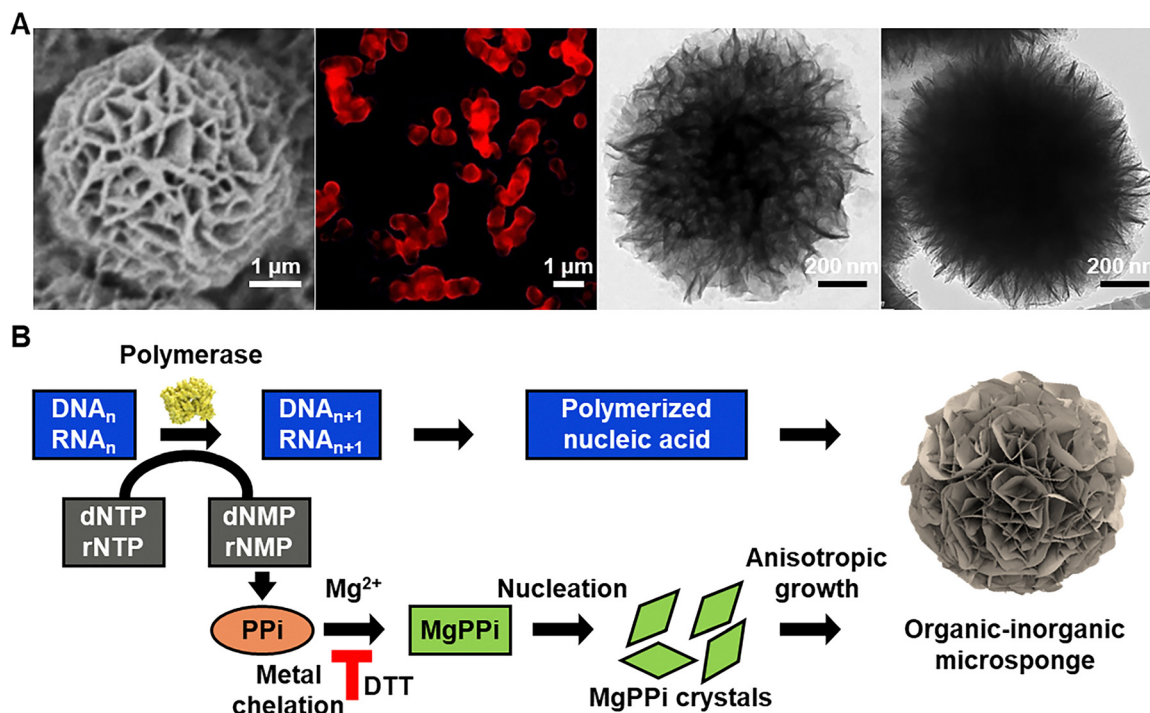 A
1 μm
1 μm
200 nm
200 nm
B
Polymerase
DNAn
RNAn
DNAn+1
RNAn+1
Polymerized
nucleic acid
dNTP
rNTP
dNMP
rNMP
PPi
Mg2+
Metal
chelation
DTT
MgPPi
Nucleation
MgPPi crystals
Anisotropic
growth
Organic-inorganic
microsponge